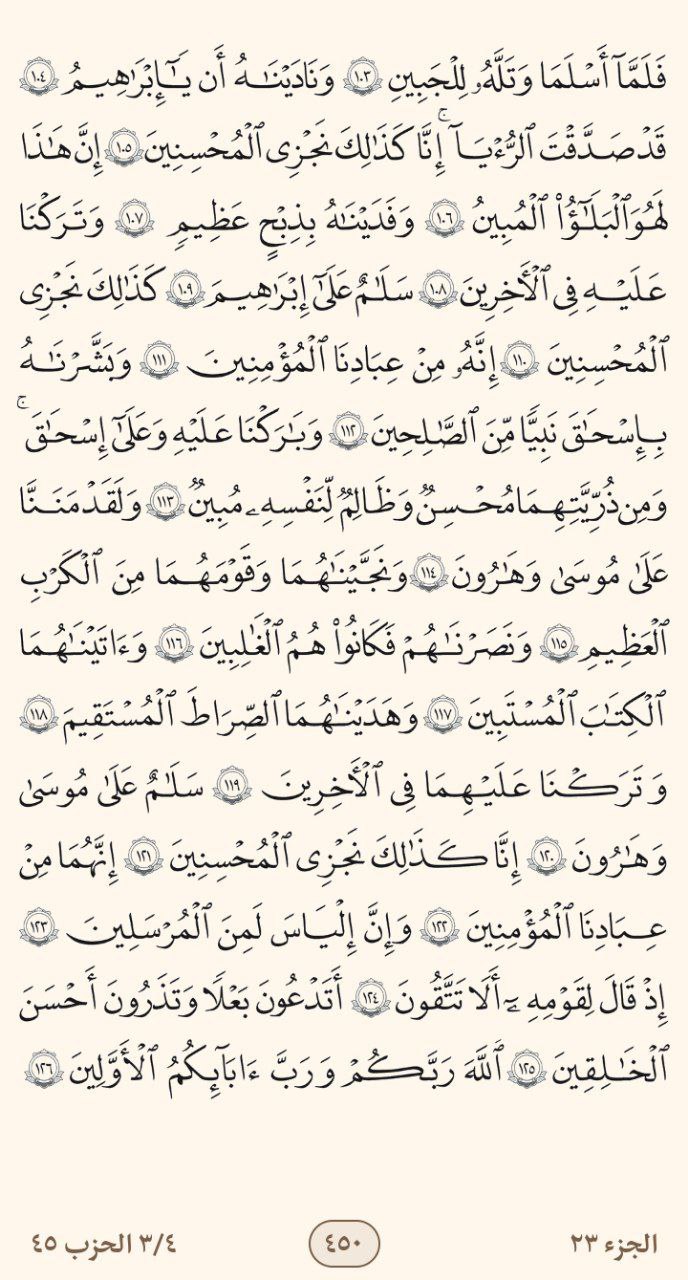 فَلَمَّآ أَسْلَمَا وَتَلَّهُۥ لِلْجَبِينِ ١٠٣ وَنَٰدَيْنَٰهُ أَن يَٰٓإِبْرَٰهِيمُ ١٠٤
قَدْ صَدَّقْتَ ٱلرُّءْيَآ ۚ إِنَّا كَذَٰلِكَ نَجْزِى ٱلْمُحْسِنِينَ ١٠٥ إِنَّ هَٰذَا
لَهُوَ ٱلْبَلَٰٓؤُا۟ ٱلْمُبِينُ ١٠٦ وَفَدَيْنَٰهُ بِذِبْحٍ عَظِيمٍ ١٠٧ وَتَرَكْنَا
عَلَيْهِ فِى ٱلْأَخِرِينَ ١٠٨ سَلَٰمٌ عَلَىٰٓ إِبْرَٰهِيمَ ١٠٩ كَذَٰلِكَ نَجْزِى
ٱلْمُحْسِنِينَ ١١٠ إِنَّهُۥ مِنْ عِبَادِنَا ٱلْمُؤْمِنِينَ ١١١ وَبَشَّرْنَٰهُ
بِإِسْحَٰقَ نَبِيًّا مِّنَ ٱلصَّٰلِحِينَ ١١٢ وَبَٰرَكْنَا عَلَيْهِ وَعَلَىٰٓ إِسْحَٰقَ ۚ
وَمِن ذُرِّيَّتِهِمَا مُحْسِنٌ وَظَالِمٌ لِّنَفْسِهِۦ مُبِينٌ ١١٣ وَلَقَدْ مَنَنَّا
عَلَىٰ مُوسَىٰ وَهَٰرُونَ ١١٤ وَنَجَّيْنَٰهُمَا وَقَوْمَهُمَا مِنَ ٱلْكَرْبِ
ٱلْعَظِيمِ ١١٥ وَنَصَرْنَٰهُمْ فَكَانُوا۟ هُمُ ٱلْغَٰلِبِينَ ١١٦ وَءَاتَيْنَٰهُمَا
ٱلْكِتَٰبَ ٱلْمُسْتَبِينَ ١١٧ وَهَدَيْنَٰهُمَا ٱلصِّرَٰطَ ٱلْمُسْتَقِيمَ ١١٨
وَتَرَكْنَا عَلَيْهِمَا فِى ٱلْأَخِرِينَ ١١٩ سَلَٰمٌ عَلَىٰ مُوسَىٰ
وَهَٰرُونَ ١٢٠ إِنَّا كَذَٰلِكَ نَجْزِى ٱلْمُحْسِنِينَ ١٢١ إِنَّهُمَا مِنْ
عِبَادِنَا ٱلْمُؤْمِنِينَ ١٢٢ وَإِنَّ إِلْيَاسَ لَمِنَ ٱلْمُرْسَلِينَ ١٢٣
إِذْ قَالَ لِقَوْمِهِۦٓ أَلَا تَتَّقُونَ ١٢٤ أَتَدْعُونَ بَعْلًا وَتَذَرُونَ أَحْسَنَ
ٱلْخَٰلِقِينَ ١٢٥ ٱللَّهَ رَبَّكُمْ وَرَبَّ ءَابَآئِكُمُ ٱلْأَوَّلِينَ ١٢٦
الجزء ٢٣ ٤٥٠ ٣/٤ الحزب ٤٥